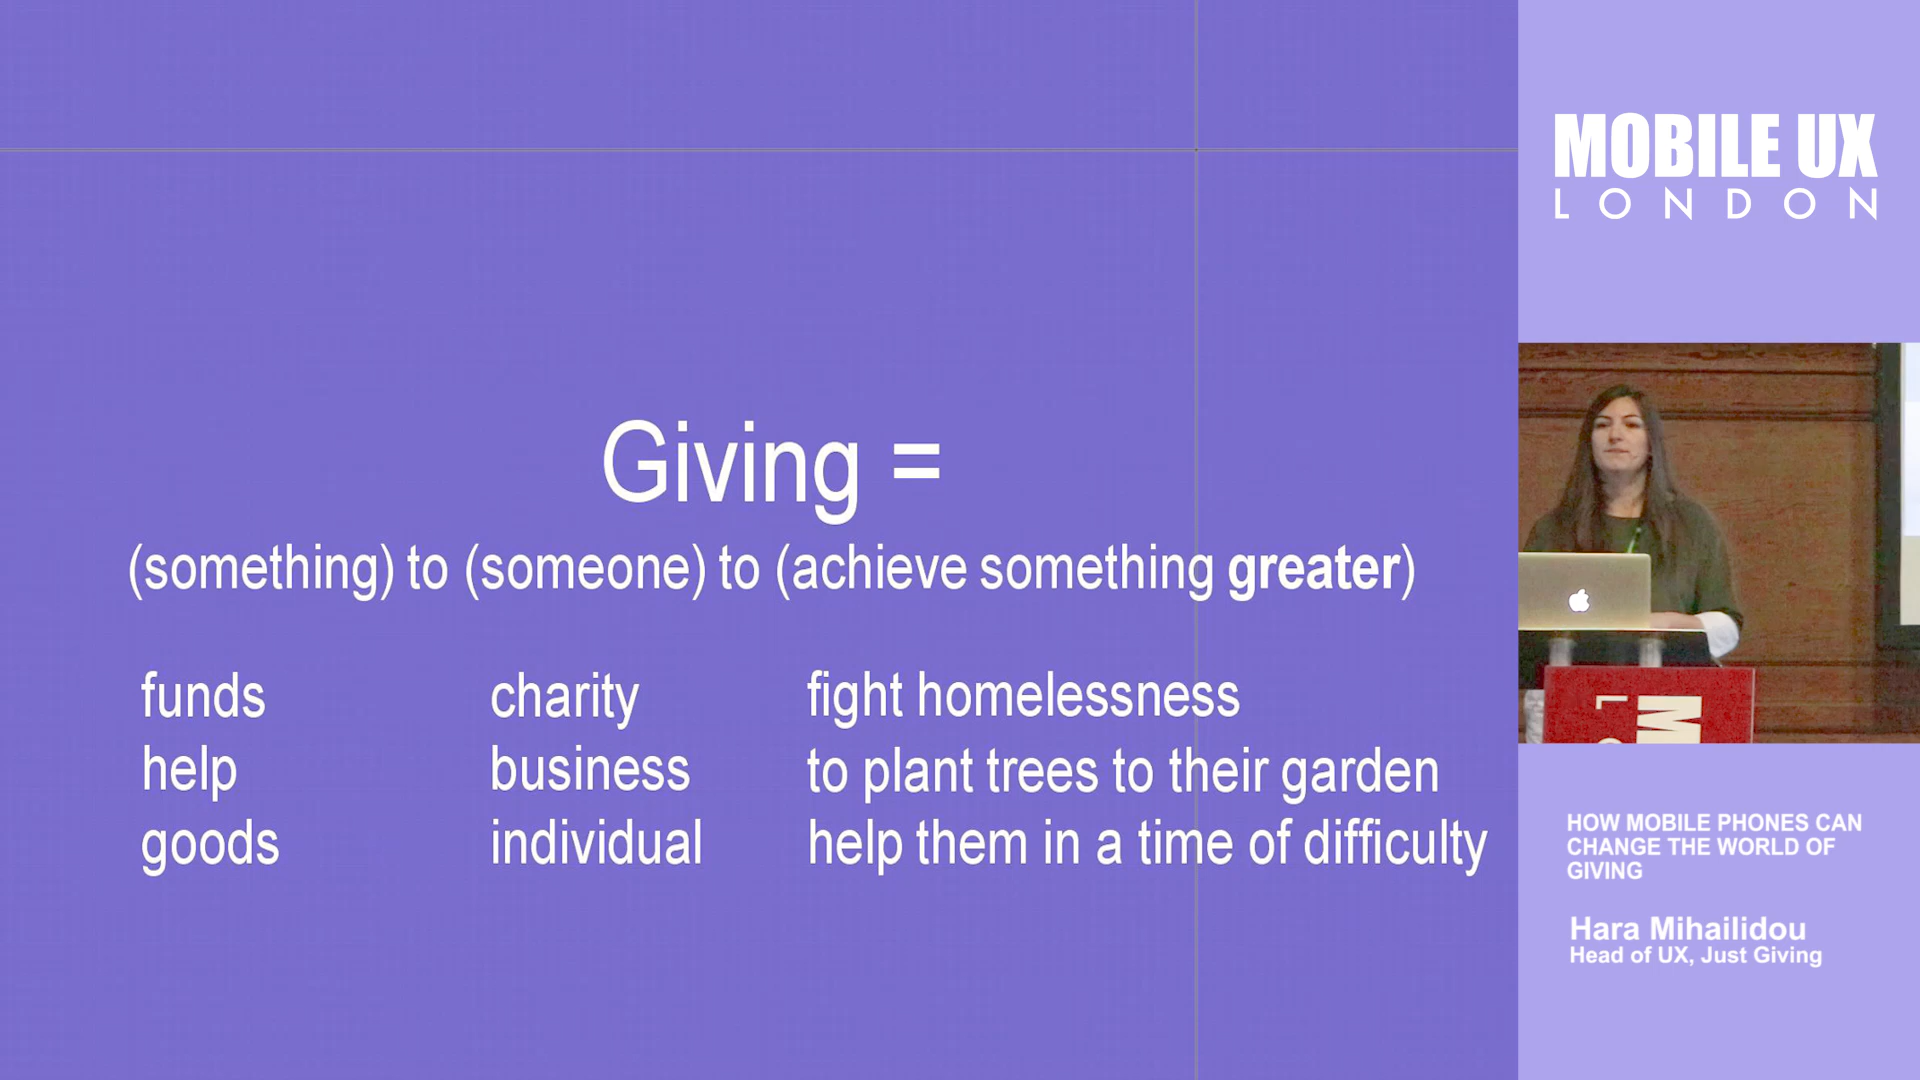 Giving =
(something) to (someone) to (achieve something greater)
funds charity fight homelessness
help business to plant trees to their garden
goods individual help them in a time of difficulty
MOBILE UX
LONDON
M
L
HOW MOBILE PHONES CAN
CHANGE THE WORLD OF
GIVING
Hara Mihailidou
Head of UX, Just Giving